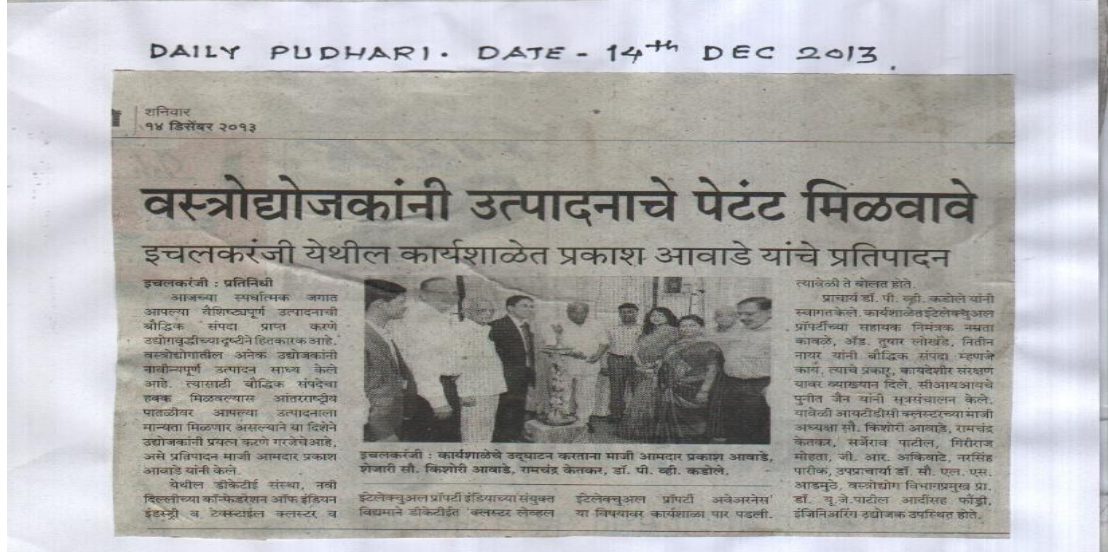 DAILY PUDHARI. DATE - 14th DEC 2013.
शनिवार
१४ डिसेंबर २०१३
वस्त्रोद्योजकांनी उत्पादनाचे पेटंट मिळवावे
इचलकरंजी येथील कार्यशाळेत प्रकाश आवाडे यांचे प्रतिपादन
इचलकरंजी : प्रतिनिधी
आजच्या स्पर्धात्मक जगात
आपल्या वैशिष्ट्यपूर्ण उत्पादनाची
बौद्धिक संपदा प्राप्त करणे
उद्योगवृद्धीच्यादृष्टीने हितकारक आहे.
वस्त्रोद्योगातील अनेक उद्योजकांनी
नावीन्यपूर्ण उत्पादन साध्य केले
आहे. त्यासाठी बौद्धिक संपदेचा
हक्क मिळवल्यास आंतरराष्ट्रीय
पातळीवर आपल्या उत्पादनाला
मान्यता मिळणार असल्याने या दिशेने
उद्योजकांनी प्रयत्न करणे गरजेचे आहे,
असे प्रतिपादन माजी आमदार प्रकाश
आवाडे यांनी केले.
येथील डीकेटीई संस्था, नवी
दिल्लीच्या कॉन्फेडरेशन ऑफ इंडियन
इंडस्ट्री व टेक्स्टाईल क्लस्टर व
इचलकरंजी : कार्यशाळेचे उद्घाटन करताना माजी आमदार प्रकाश आवाडे,
शेजारी सौ. किशोरी आवाडे, रामचंद्र केतकर, डॉ. पी. व्ही. कडोले.
इंटेलेक्चुअल प्रॉपर्टी इंडियाच्या संयुक्त
विद्यमाने डीकेटीईत 'क्लस्टर लेव्हल
इंटेलेक्चुअल प्रॉपर्टी अवेअरनेस'
या विषयावर कार्यशाळा पार पडली.
त्यावेळी ते बोलत होते.
प्राचार्य डॉ. पी. व्ही. कडोले यांनी
स्वागत केले. कार्यशाळेत इंटेलेक्चुअल
प्रॉपर्टीच्या सहायक निमंत्रक नम्रता
कावळे, अॅड. तुषार लोखंडे, नितीन
नायर यांनी बौद्धिक संपदा म्हणजे
काय, त्याचे प्रकार, कायदेशीर संरक्षण
यावर व्याख्यान दिले. सीआयआयचे
पुनीत जैन यांनी सूत्रसंचालन केले.
यावेळी आयटीडीसी क्लस्टरच्या माजी
अध्यक्षा सौ. किशोरी आवाडे, रामचंद्र
केतकर, सर्जेराव पाटील, गिरीराज
मोहता, जी. आर. अकिवाटे, नरसिंह
पारीक, उपप्राचार्या डॉ. सौ. एल. एस.
आडमुठे, वस्त्रोद्योग विभागप्रमुख प्रा.
डॉ. यू. जे. पाटील आदींसह फौंड्री,
इंजिनिअरिंग उद्योजक उपस्थित होते.